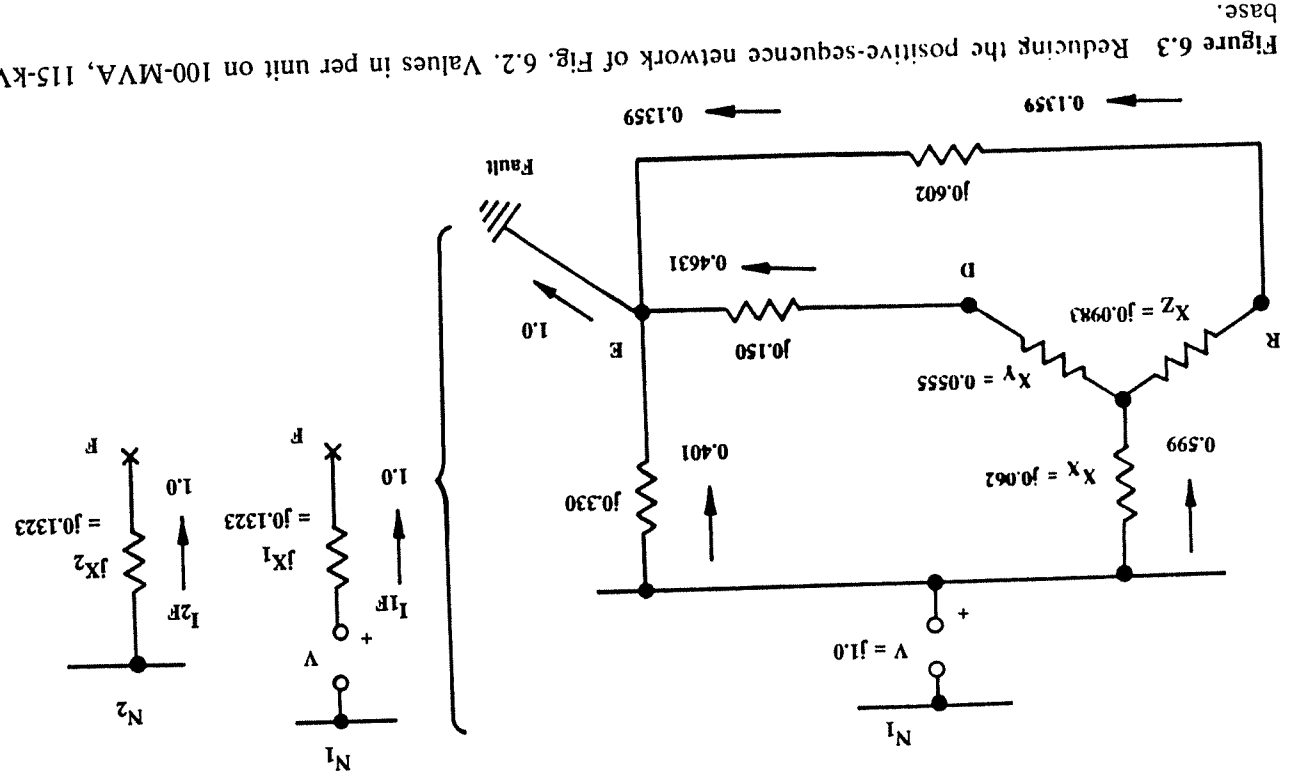 N₁
V = j1.0
+
0.599
X_X = j0.062
0.401
j0.330
R
X_Y = 0.0555
X_Z = j0.0983
j0.150
E
1.0
D
0.4631
Fault
j0.602
0.1359
0.1359
N₁
V
+
I₁F
jX₁
= j0.1323
1.0
F
N₂
I₂F
jX₂
= j0.1323
1.0
F
Figure 6.3 Reducing the positive-sequence network of Fig. 6.2. Values in per unit on 100-MVA, 115-kV
base.